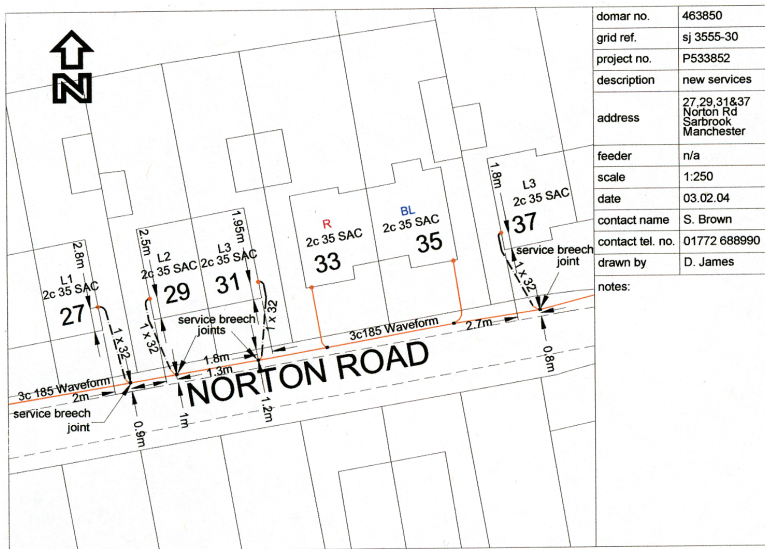 N
domar no. 463850
grid ref. sj 3555-30
project no. P533852
description new services
address 27,29,31&37
Norton Rd
Sarbrook
Manchester
feeder n/a
scale 1:250
date 03.02.04
contact name S. Brown
contact tel. no. 01772 688990
drawn by D. James
notes:
2.8m
L1
2c 35 SAC
27
1 x 32
2.5m
L2
2c 35 SAC
29
1 x 32
1.95m
L3
2c 35 SAC
31
1 x 32
R
2c 35 SAC
33
BL
2c 35 SAC
35
1.8m
L3
2c 35 SAC
37
1 x 32
service breech
joint
service breech
joints
3c185 Waveform
2.7m
0.8m
1.8m
1.3m
NORTON ROAD
3c 185 Waveform
2m
service breech
joint
0.9m
1m
1.2m